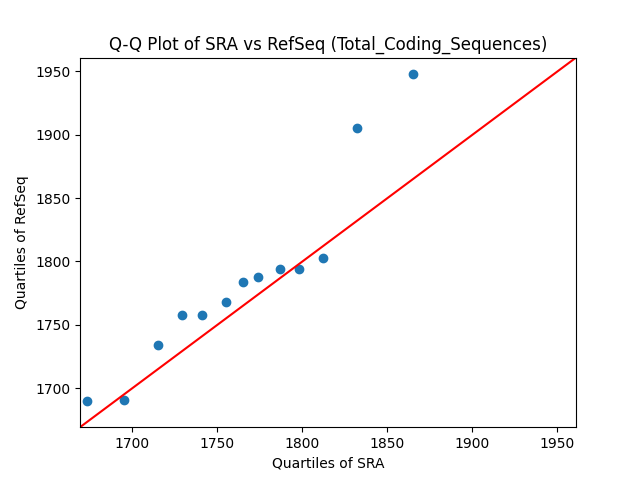 Q-Q Plot of SRA vs RefSeq (Total_Coding_Sequences)
1950
1900
1850
1800
1750
1700
Quartiles of RefSeq
1700 1750 1800 1850 1900 1950
Quartiles of SRA